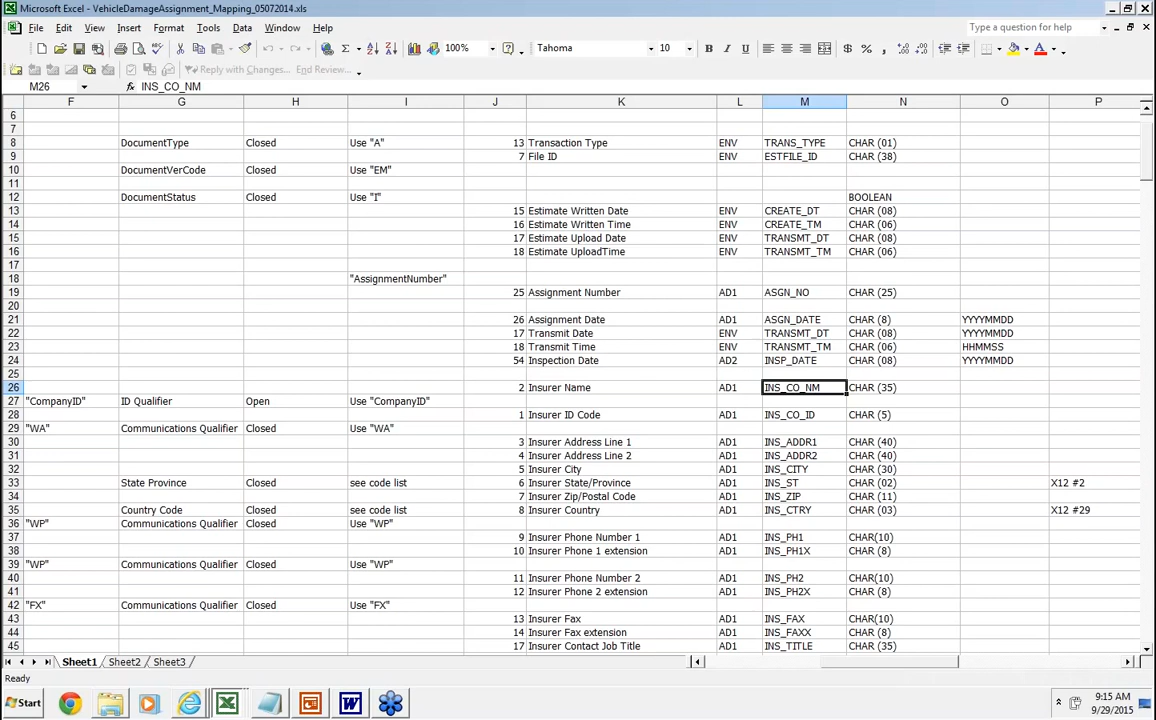 Microsoft Excel - VehicleDamageAssignment_Mapping_05072014.xls
File Edit View Insert Format Tools Data Window Help
Type a question for help
100% Tahoma 10 B I U $ % ,
Reply with Changes... End Review...
M26 fx INS_CO_NM
F G H I J K L M N O P
6
7
8 DocumentType Closed Use "A" 13 Transaction Type ENV TRANS_TYPE CHAR (01)
9 7 File ID ENV ESTFILE_ID CHAR (38)
10 DocumentVerCode Closed Use "EM"
11
12 DocumentStatus Closed Use "I" BOOLEAN
13 15 Estimate Written Date ENV CREATE_DT CHAR (08)
14 16 Estimate Written Time ENV CREATE_TM CHAR (06)
15 17 Estimate Upload Date ENV TRANSMT_DT CHAR (08)
16 18 Estimate UploadTime ENV TRANSMT_TM CHAR (06)
17
18 "AssignmentNumber"
19 25 Assignment Number AD1 ASGN_NO CHAR (25)
20
21 26 Assignment Date AD1 ASGN_DATE CHAR (8) YYYYMMDD
22 17 Transmit Date ENV TRANSMT_DT CHAR (08) YYYYMMDD
23 18 Transmit Time ENV TRANSMT_TM CHAR (06) HHMMSS
24 54 Inspection Date AD2 INSP_DATE CHAR (08) YYYYMMDD
25
26 2 Insurer Name AD1 INS_CO_NM CHAR (35)
27 "CompanyID" ID Qualifier Open Use "CompanyID"
28 1 Insurer ID Code AD1 INS_CO_ID CHAR (5)
29 "WA" Communications Qualifier Closed Use "WA"
30 3 Insurer Address Line 1 AD1 INS_ADDR1 CHAR (40)
31 4 Insurer Address Line 2 AD1 INS_ADDR2 CHAR (40)
32 5 Insurer City AD1 INS_CITY CHAR (30)
33 State Province Closed see code list 6 Insurer State/Province AD1 INS_ST CHAR (02) X12 #2
34 7 Insurer Zip/Postal Code AD1 INS_ZIP CHAR (11)
35 Country Code Closed see code list 8 Insurer Country AD1 INS_CTRY CHAR (03) X12 #29
36 "WP" Communications Qualifier Closed Use "WP"
37 9 Insurer Phone Number 1 AD1 INS_PH1 CHAR(10)
38 10 Insurer Phone 1 extension AD1 INS_PH1X CHAR (8)
39 "WP" Communications Qualifier Closed Use "WP"
40 11 Insurer Phone Number 2 AD1 INS_PH2 CHAR(10)
41 12 Insurer Phone 2 extension AD1 INS_PH2X CHAR (8)
42 "FX" Communications Qualifier Closed Use "FX"
43 13 Insurer Fax AD1 INS_FAX CHAR(10)
44 14 Insurer Fax extension AD1 INS_FAXX CHAR (8)
45 17 Insurer Contact Job Title AD1 INS_TITLE CHAR (35)
Sheet1 Sheet2 Sheet3
Ready
Start
9:15 AM
9/29/2015